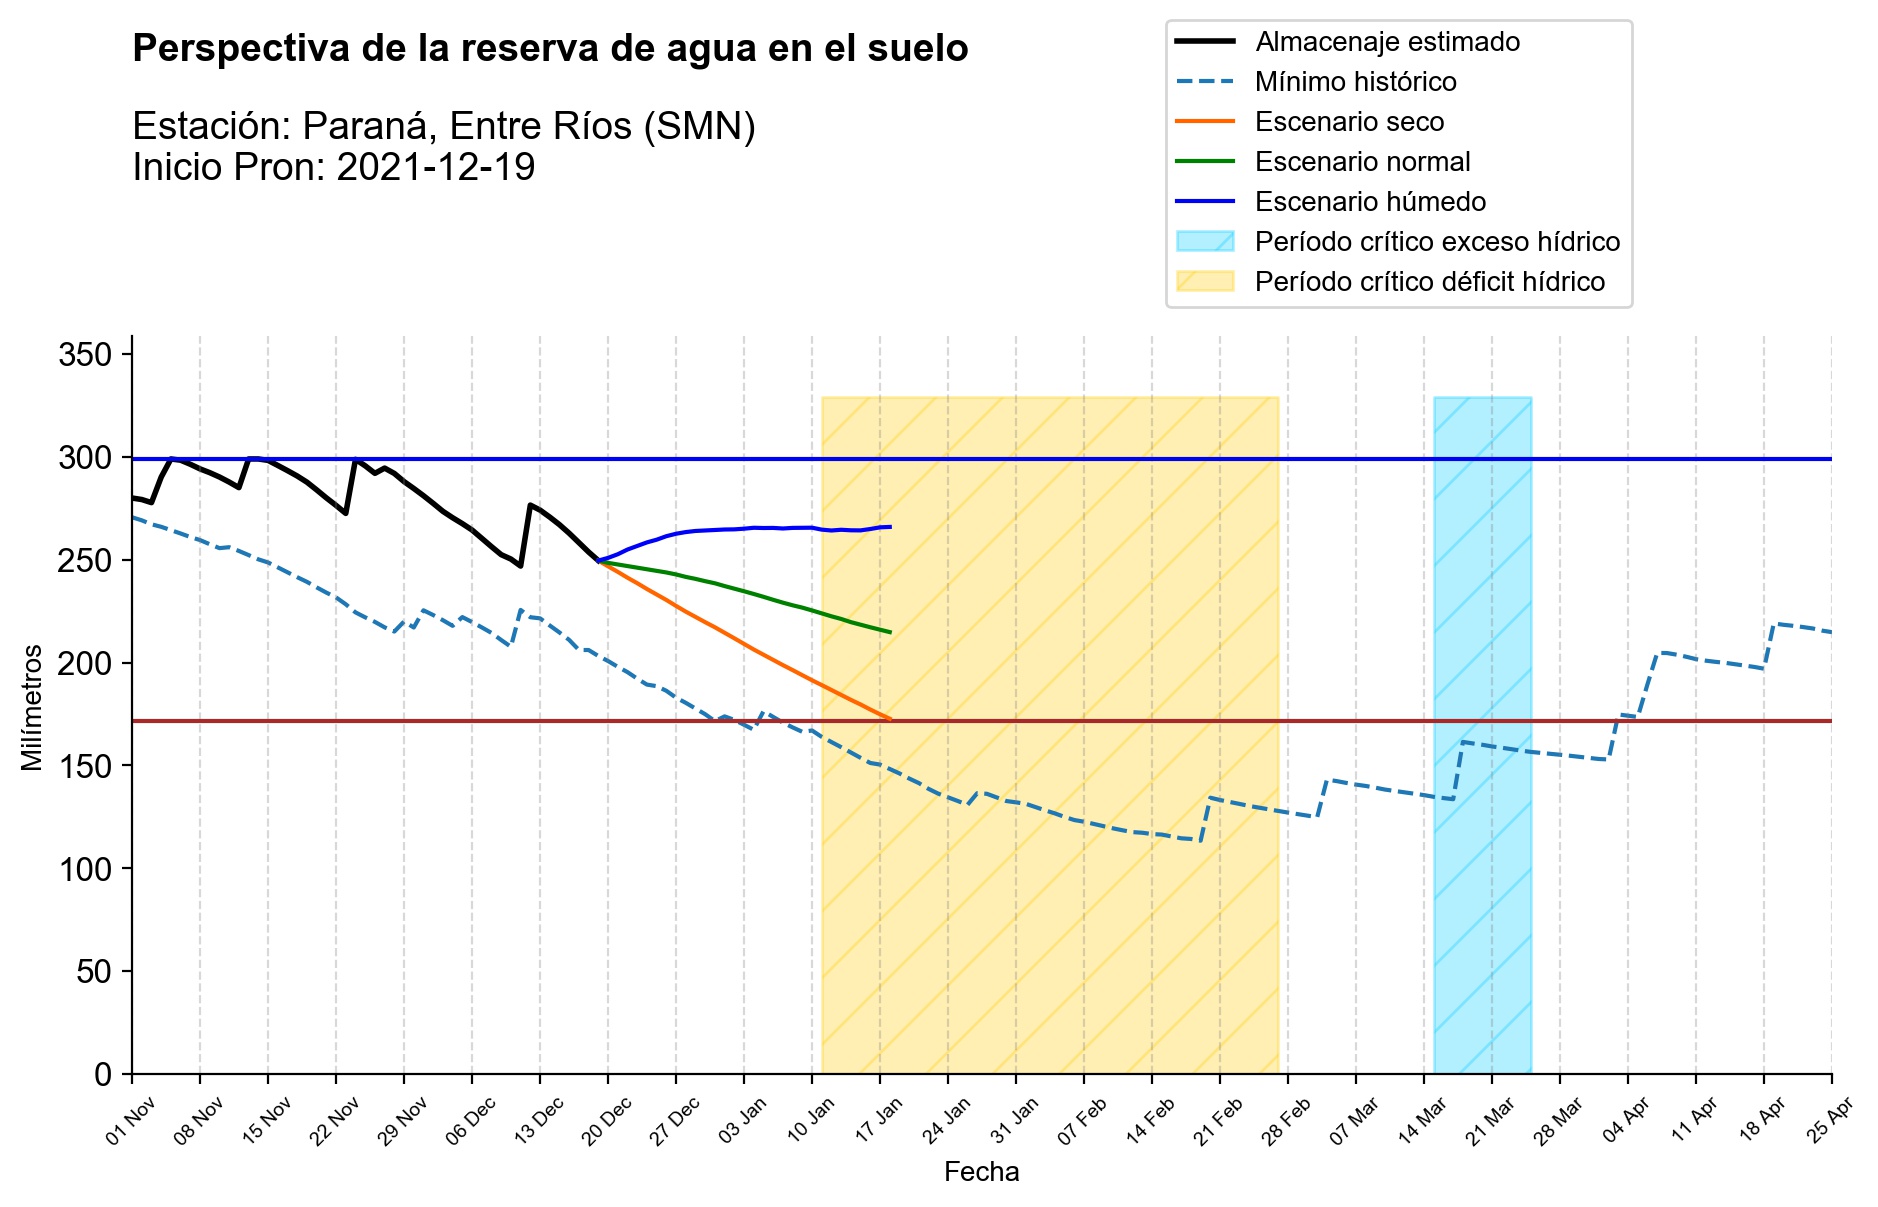 Perspectiva de la reserva de agua en el suelo
Estación: Paraná, Entre Ríos (SMN)
Inicio Pron: 2021-12-19
Almacenaje estimado
Mínimo histórico
Escenario seco
Escenario normal
Escenario húmedo
Período crítico exceso hídrico
Período crítico déficit hídrico
350
300
250
200
150
100
50
0
Milímetros
01 Nov
08 Nov
15 Nov
22 Nov
29 Nov
06 Dec
13 Dec
20 Dec
27 Dec
03 Jan
10 Jan
17 Jan
24 Jan
31 Jan
07 Feb
14 Feb
21 Feb
28 Feb
07 Mar
14 Mar
21 Mar
28 Mar
04 Apr
11 Apr
18 Apr
25 Apr
Fecha